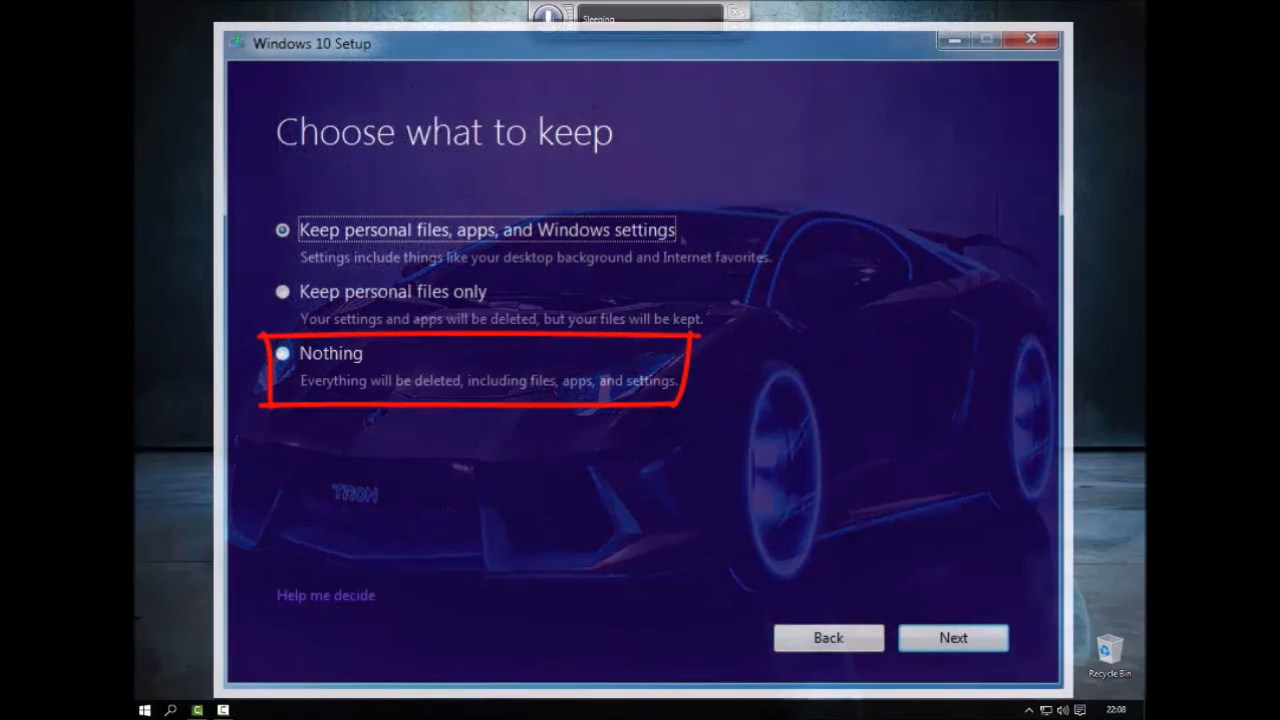 Sleeping
Windows 10 Setup
Choose what to keep
Keep personal files, apps, and Windows settings
Settings include things like your desktop background and Internet favorites.
Keep personal files only
Your settings and apps will be deleted, but your files will be kept.
Nothing
Everything will be deleted, including files, apps, and settings.
TRON
Help me decide
Back
Next
Recycle Bin
22:08